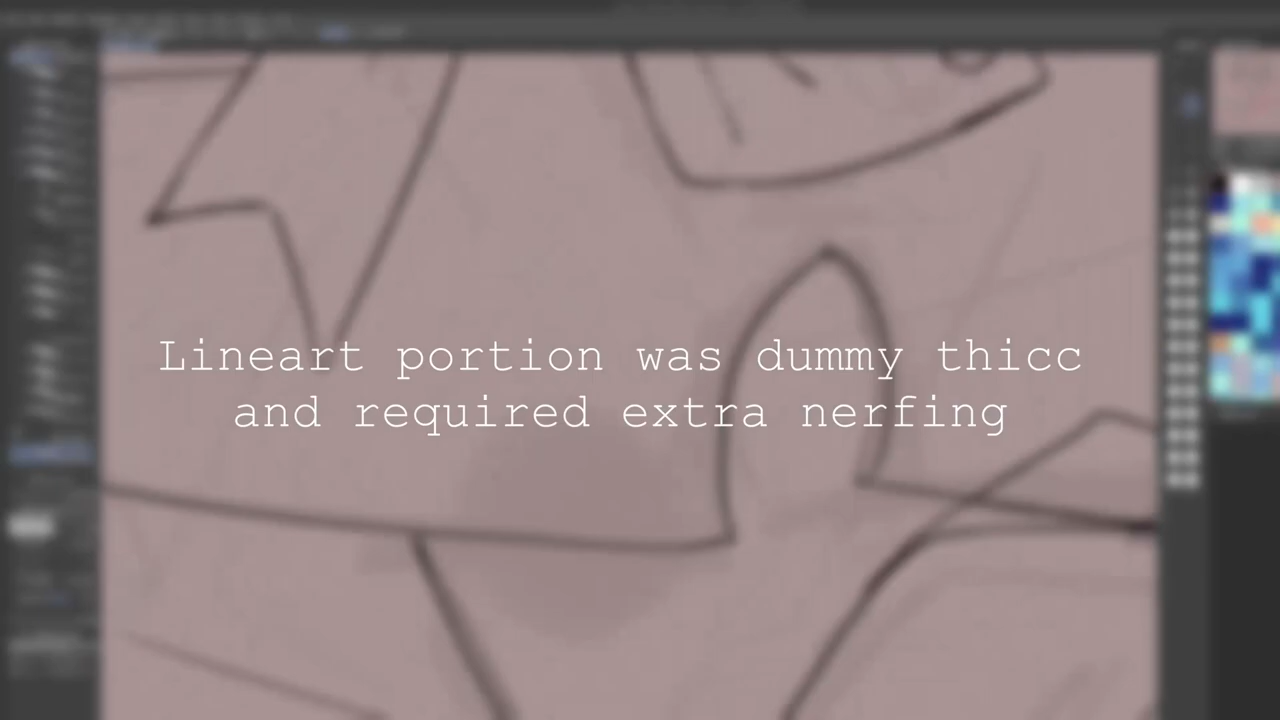 Lineart portion was dummy thicc
and required extra nerfing